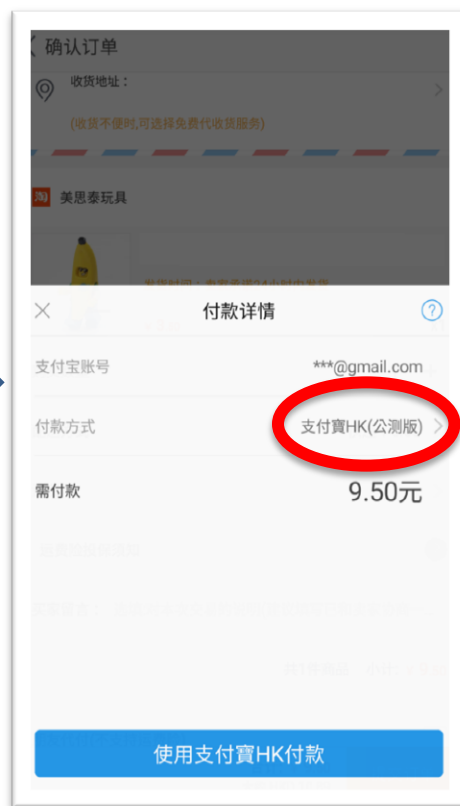 确认订单
收货地址：
(收货不便时,可选择免费代收货服务)
淘 美思泰玩具
付款详情
支付宝账号 ***@gmail.com
付款方式 支付寶HK(公测版)
需付款 9.50元
使用支付寶HK付款